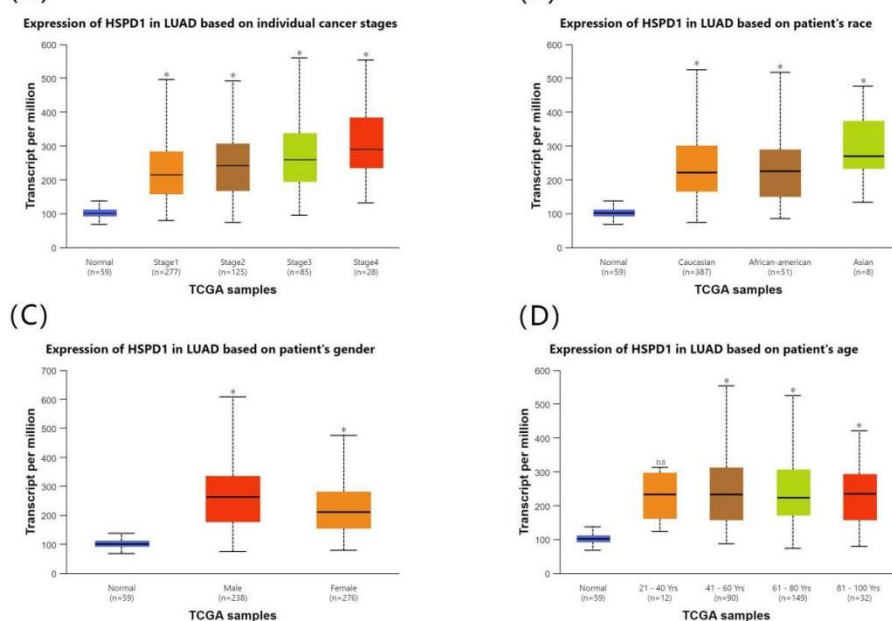 Expression of HSPD1 in LUAD based on individual cancer stages
Transcript per million
600
500
400
300
200
100
0
*
*
*
*
Normal
(n=59)
Stage1
(n=277)
Stage2
(n=125)
Stage3
(n=85)
Stage4
(n=28)
TCGA samples
Expression of HSPD1 in LUAD based on patient's race
Transcript per million
600
500
400
300
200
100
0
*
*
*
Normal
(n=59)
Caucasian
(n=387)
African-american
(n=51)
Asian
(n=8)
TCGA samples
(C)
Expression of HSPD1 in LUAD based on patient's gender
Transcript per million
700
600
500
400
300
200
100
0
*
*
Normal
(n=59)
Male
(n=238)
Female
(n=276)
TCGA samples
(D)
Expression of HSPD1 in LUAD based on patient's age
Transcript per million
600
500
400
300
200
100
0
ns
*
*
*
Normal
(n=59)
21 - 40 Yrs
(n=12)
41 - 60 Yrs
(n=90)
61 - 80 Yrs
(n=149)
81 - 100 Yrs
(n=32)
TCGA samples